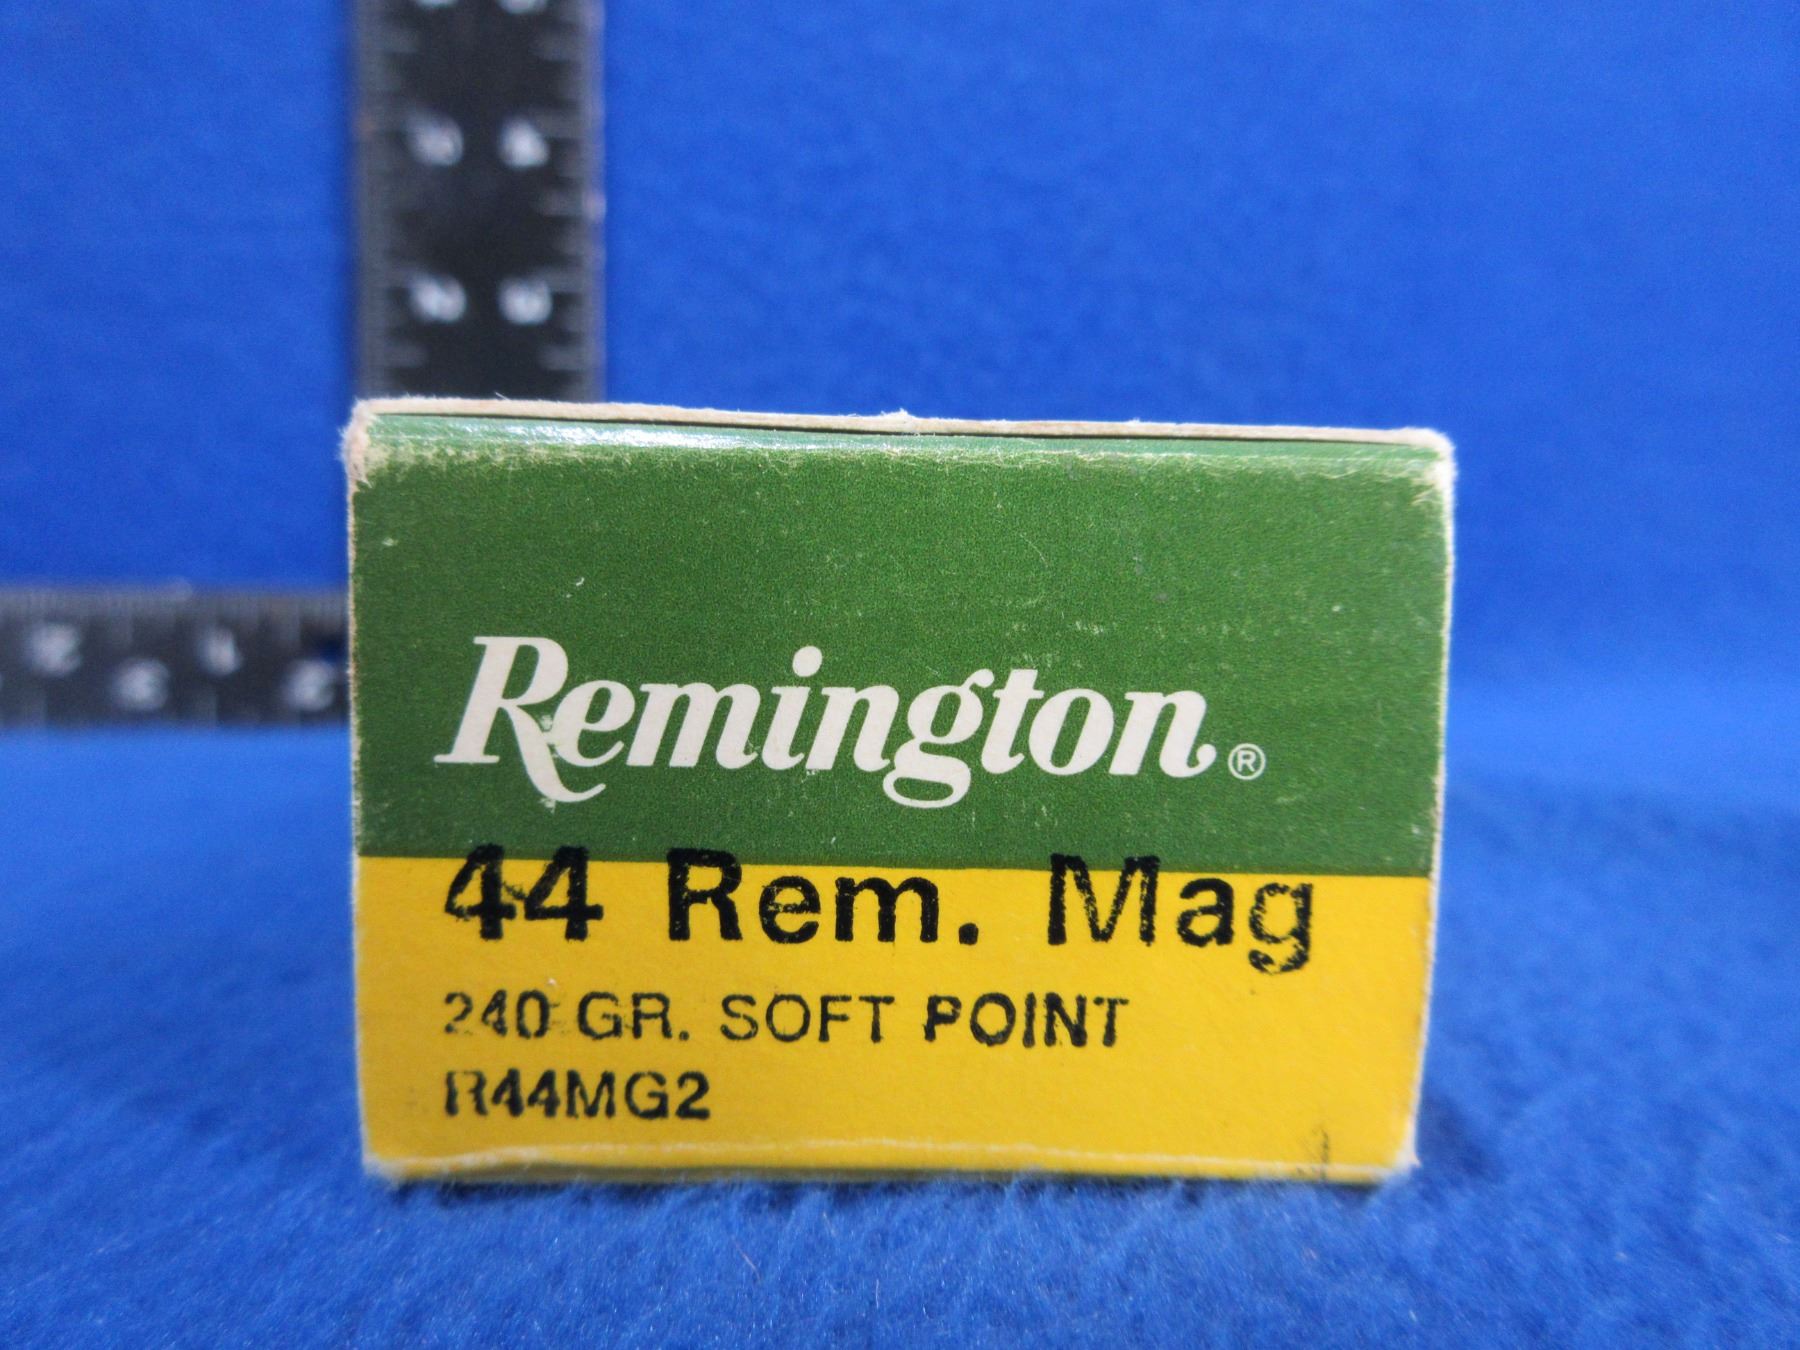 Remington®
44 Rem. Mag
240 GR. SOFT POINT
R44MG2